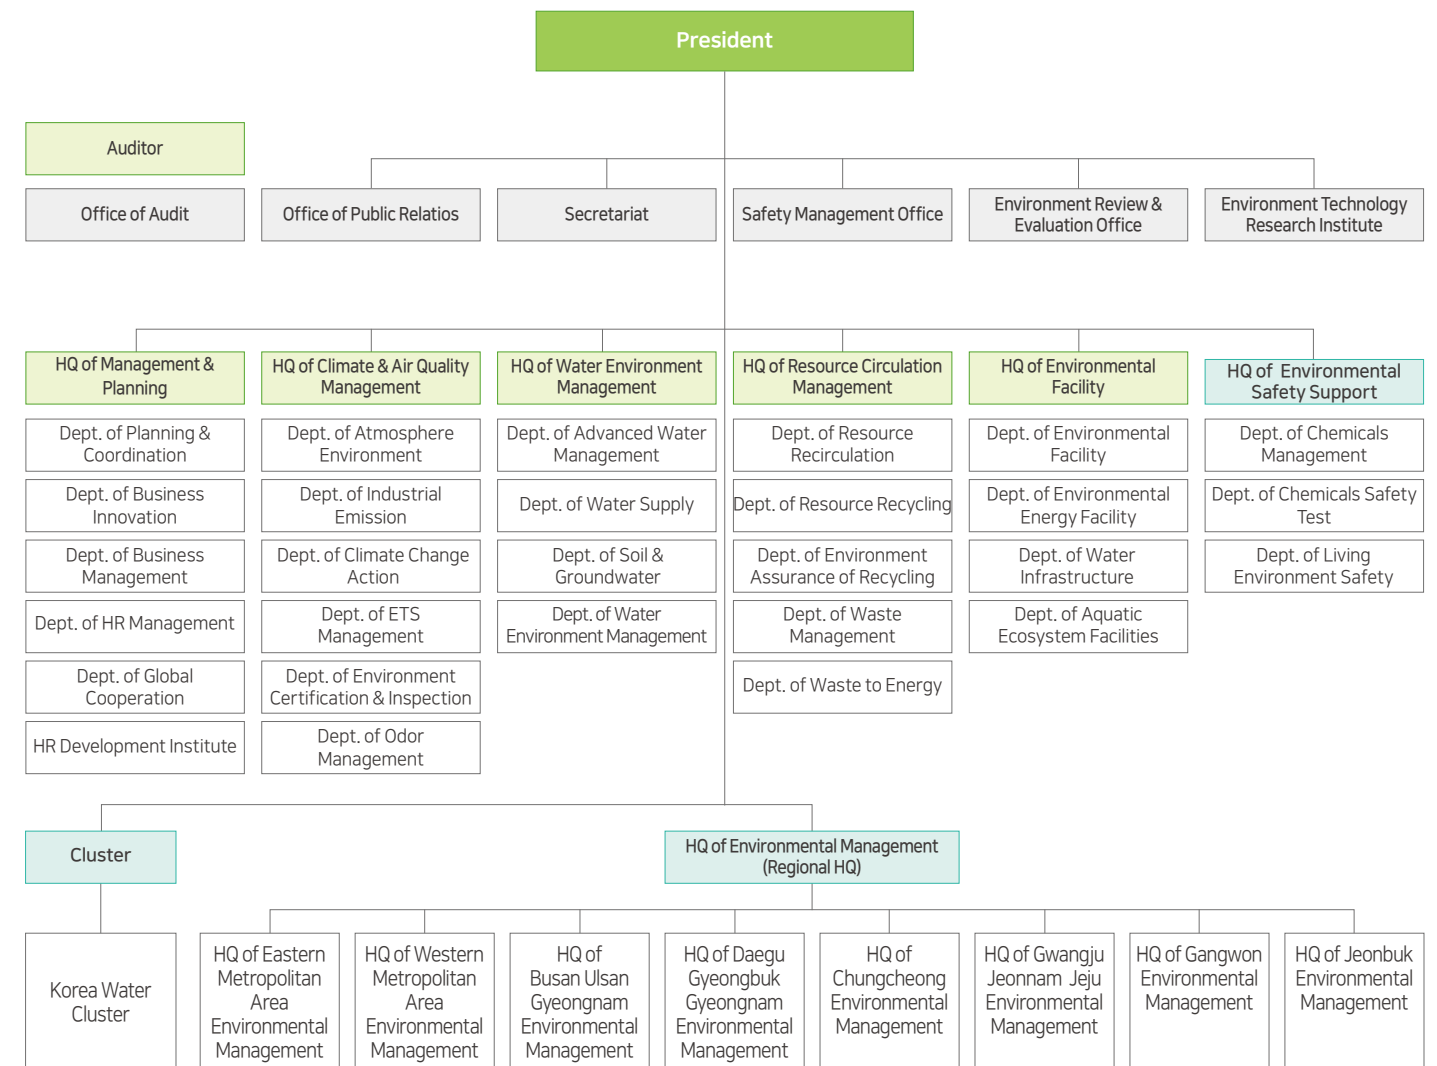 President
Auditor
Office of Audit
Office of Public Relatios
Secretariat
Safety Management Office
Environment Review &
Evaluation Office
Environment Technology
Research Institute
HQ of Management &
Planning
Dept. of Planning &
Coordination
Dept. of Business
Innovation
Dept. of Business
Management
Dept. of HR Management
Dept. of Global
Cooperation
HR Development Institute
HQ of Climate & Air Quality
Management
Dept. of Atmosphere
Environment
Dept. of Industrial
Emission
Dept. of Climate Change
Action
Dept. of ETS
Management
Dept. of Environment
Certification & Inspection
Dept. of Odor
Management
HQ of Water Environment
Management
Dept. of Advanced Water
Management
Dept. of Water Supply
Dept. of Soil &
Groundwater
Dept. of Water
Environment Management
HQ of Resource Circulation
Management
Dept. of Resource
Recirculation
Dept. of Resource Recycling
Dept. of Environment
Assurance of Recycling
Dept. of Waste
Management
Dept. of Waste to Energy
HQ of Environmental
Facility
Dept. of Environmental
Facility
Dept. of Environmental
Energy Facility
Dept. of Water
Infrastructure
Dept. of Aquatic
Ecosystem Facilities
HQ of Environmental
Safety Support
Dept. of Chemicals
Management
Dept. of Chemicals Safety
Test
Dept. of Living
Environment Safety
Cluster
Korea Water
Cluster
HQ of Environmental Management
(Regional HQ)
HQ of Eastern
Metropolitan
Area
Environmental
Management
HQ of Western
Metropolitan
Area
Environmental
Management
HQ of
Busan Ulsan
Gyeongnam
Environmental
Management
HQ of Daegu
Gyeongbuk
Gyeongnam
Environmental
Management
HQ of
Chungcheong
Environmental
Management
HQ of Gwangju
Jeonnam Jeju
Environmental
Management
HQ of Gangwon
Environmental
Management
HQ of Jeonbuk
Environmental
Management